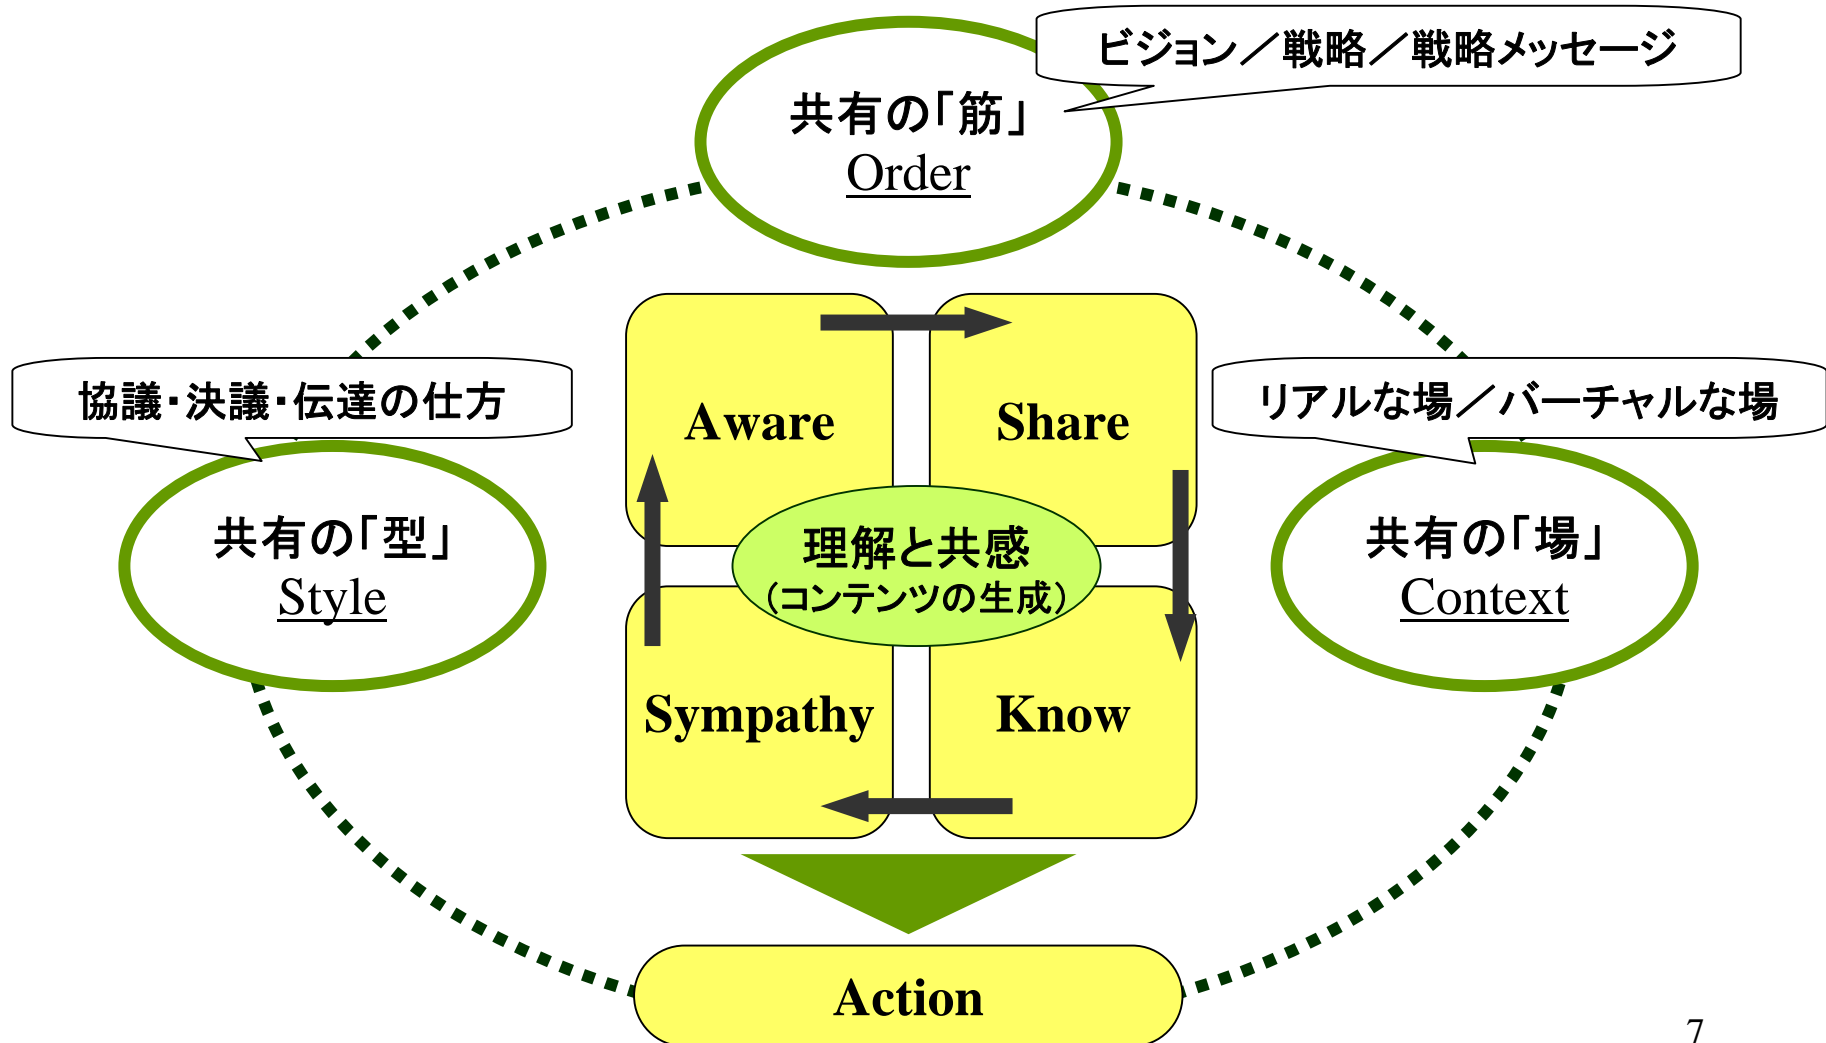 ビジョン／戦略／戦略メッセージ
共有の「筋」
Order
協議・決議・伝達の仕方
リアルな場／バーチャルな場
Aware
Share
共有の「型」
Style
理解と共感
（コンテンツの生成）
共有の「場」
Context
Sympathy
Know
Action
7